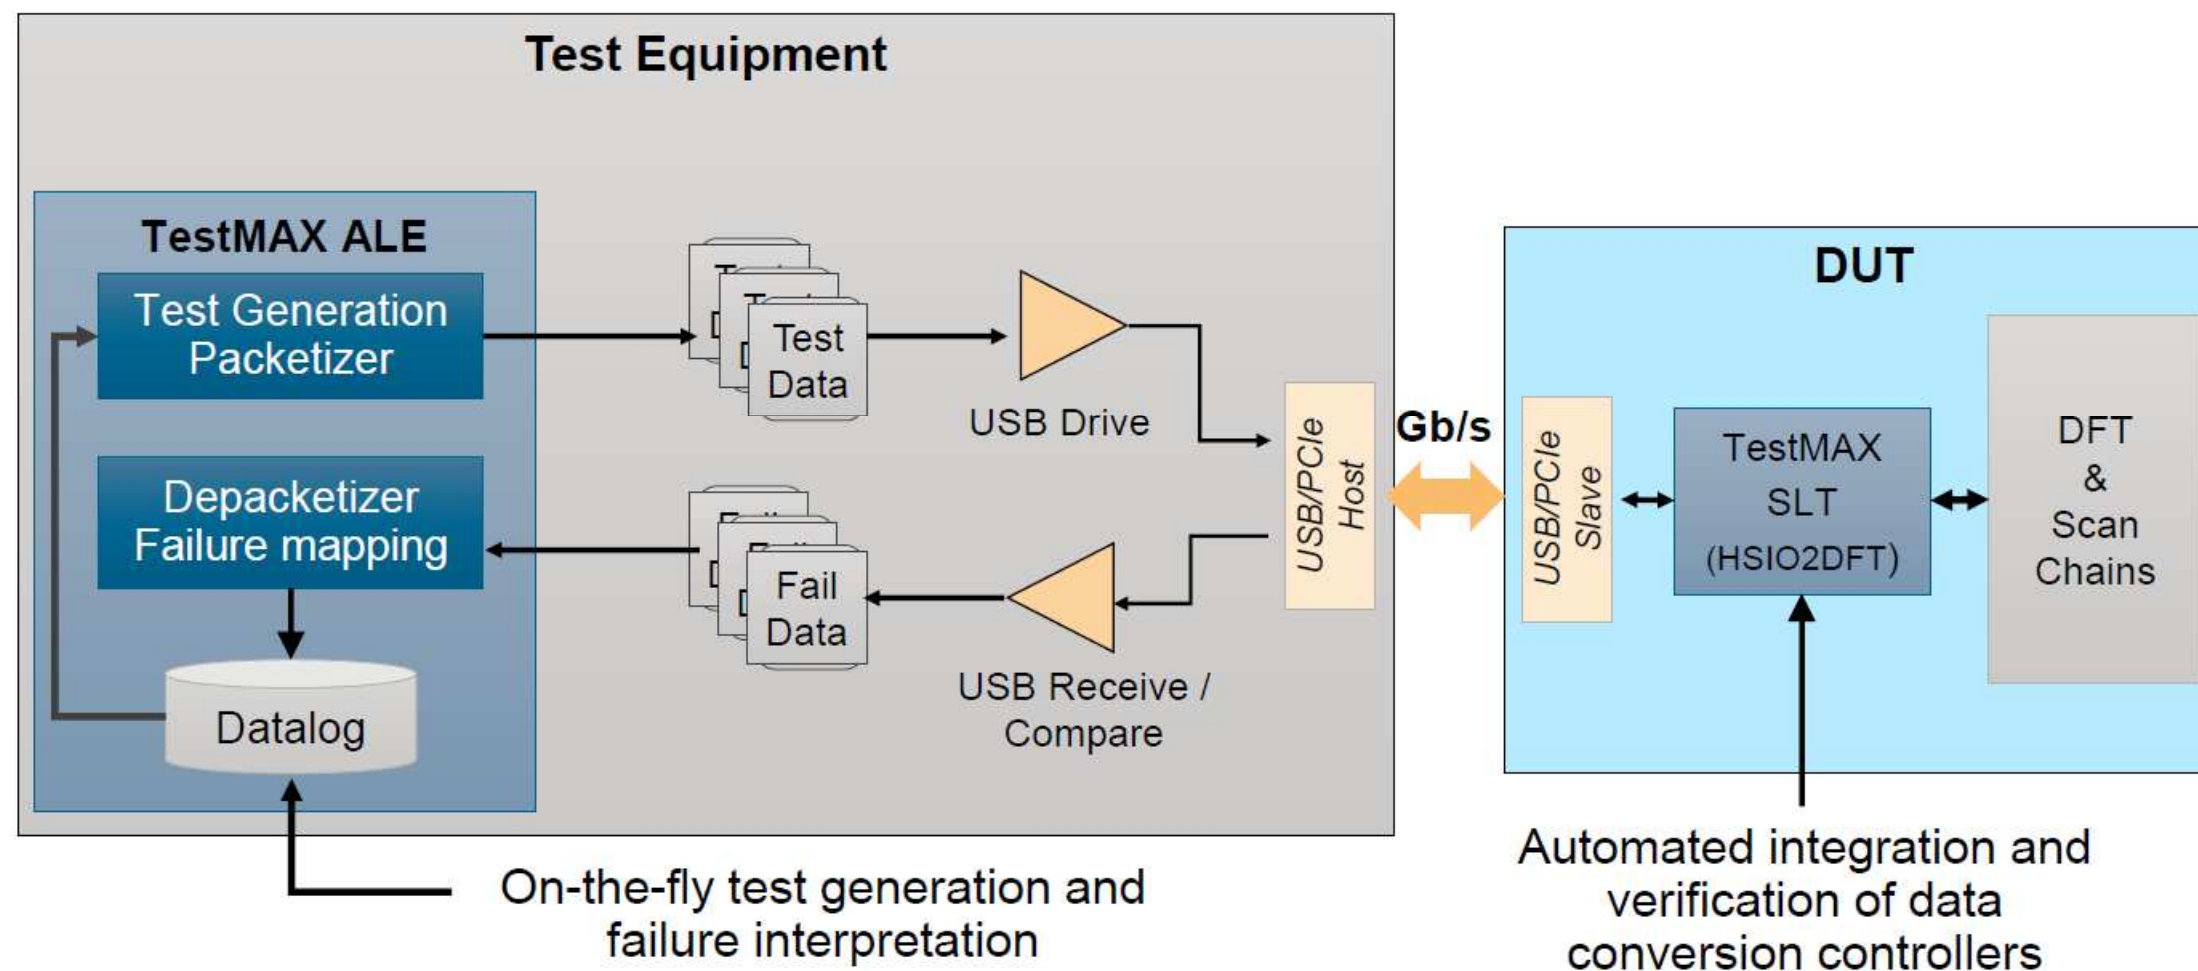 Test Equipment
TestMAX ALE
Test Generation
Packetizer
Test
Data
USB Drive
Depacketizer
Failure mapping
Fail
Data
USB Receive /
Compare
Datalog
USB/PCIe
Host
Gb/s
DUT
USB/PCIe
Slave
TestMAX
SLT
(HSIO2DFT)
DFT
&
Scan
Chains
On-the-fly test generation and
failure interpretation
Automated integration and
verification of data
conversion controllers